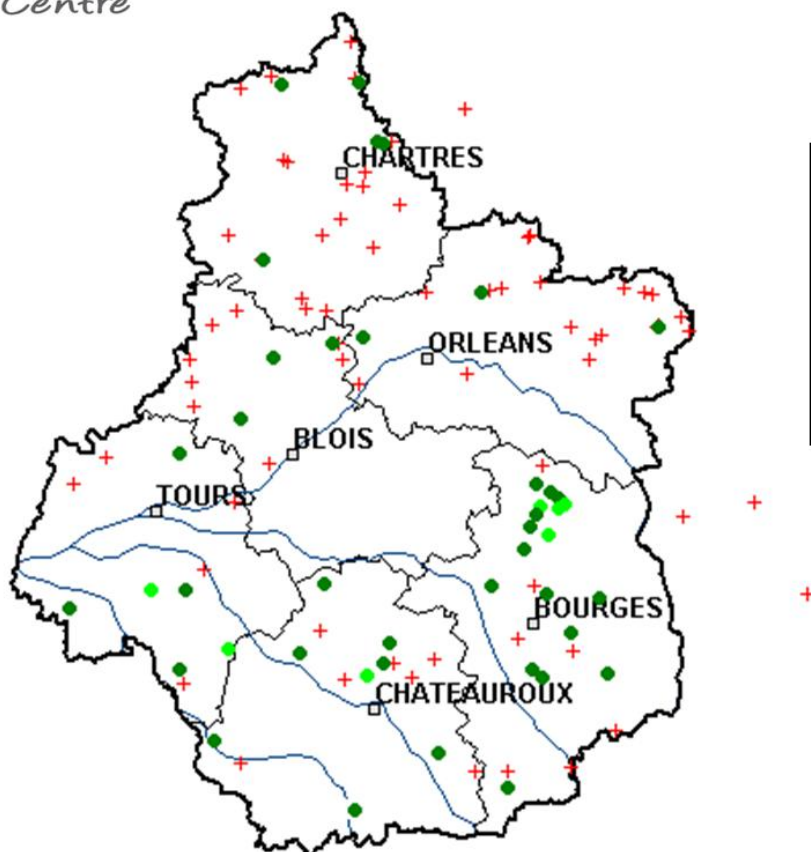 Centre
CHARTRES
ORLEANS
BLOIS
TOURS
BOURGES
CHATEAUROUX